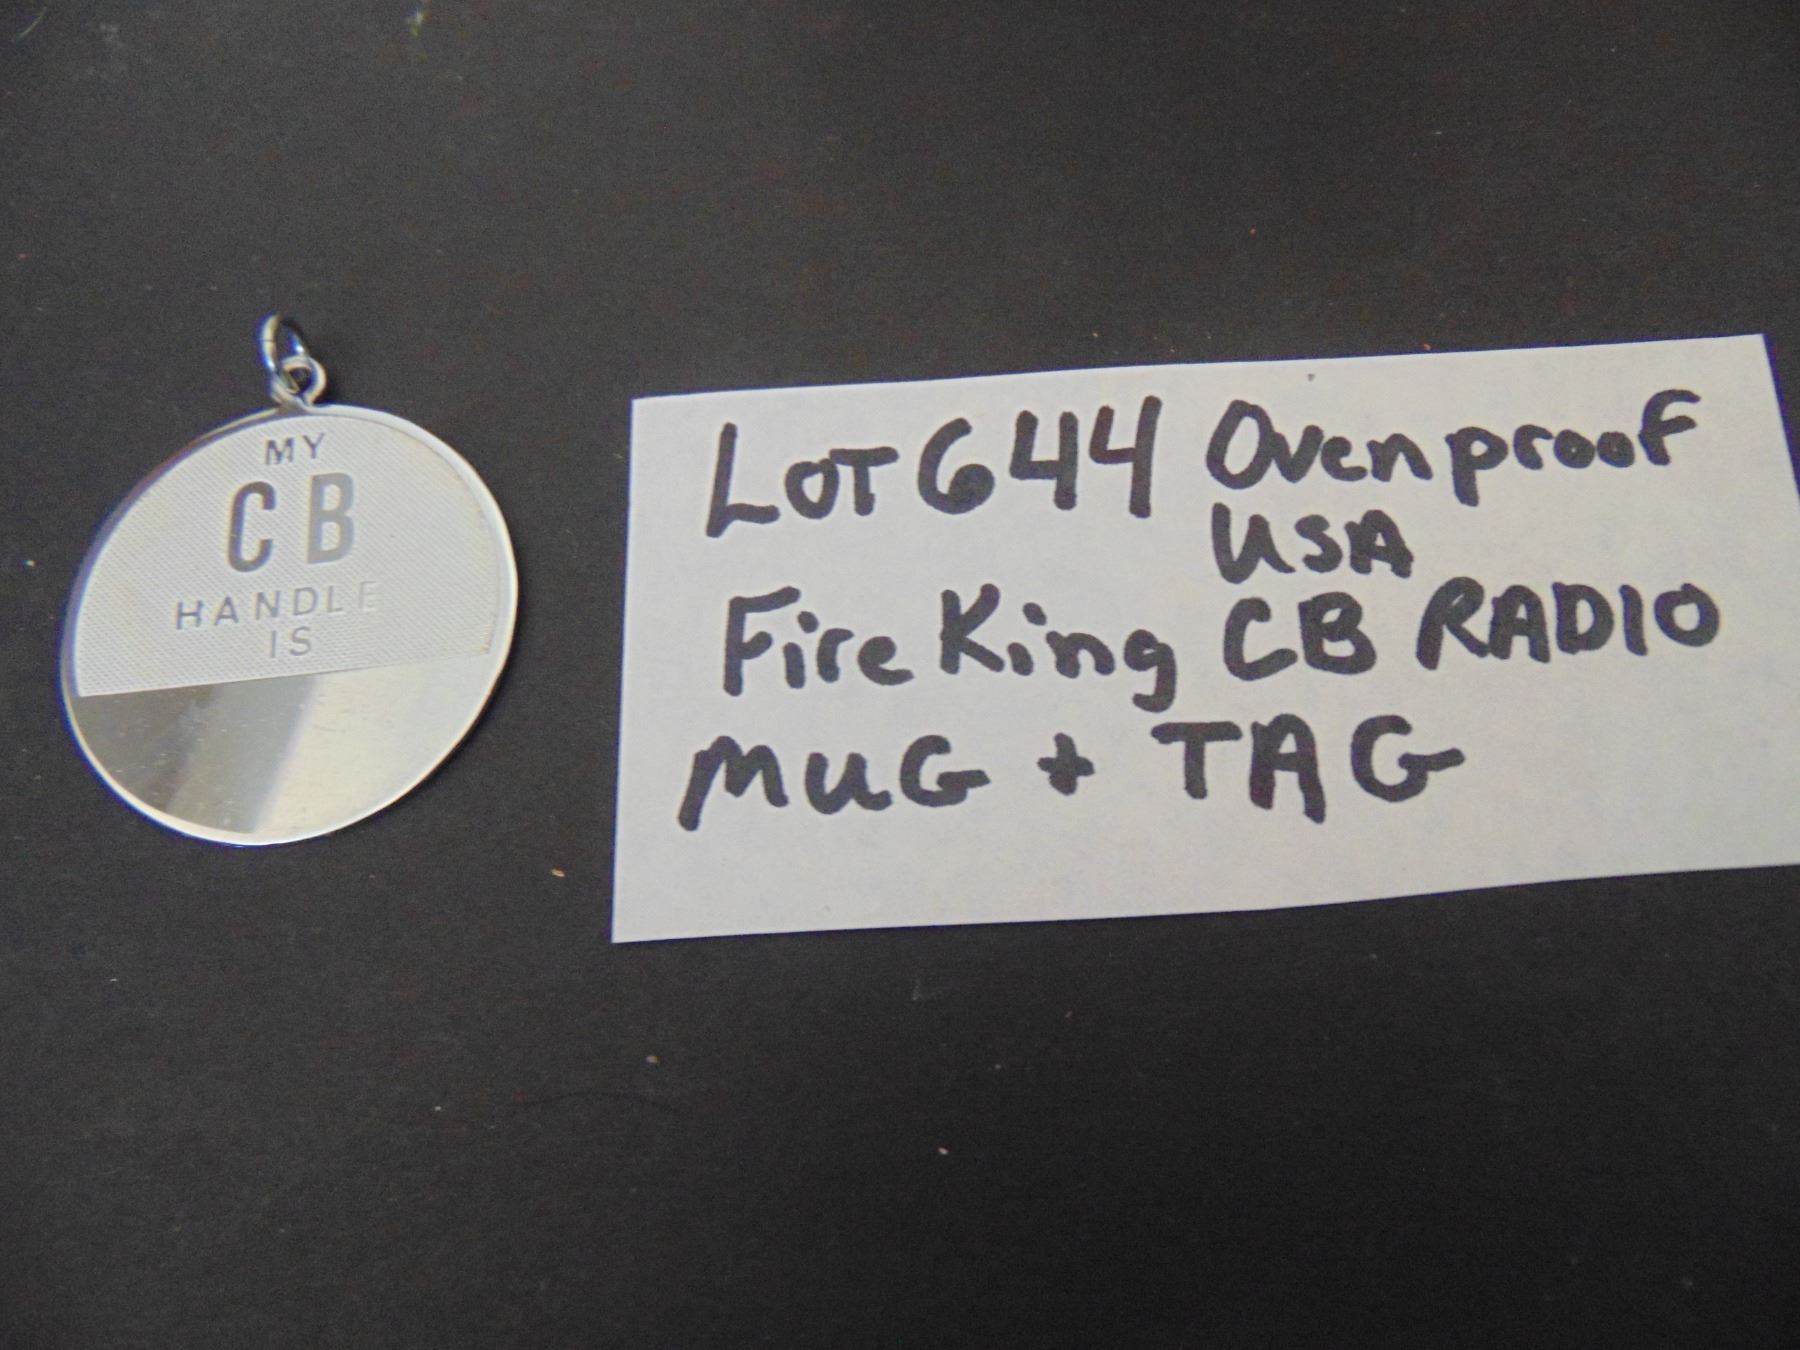 MY
CB
HANDLE
IS
LOT 644 Ovenproof
USA
Fire King CB RADIO
MUG + TAG